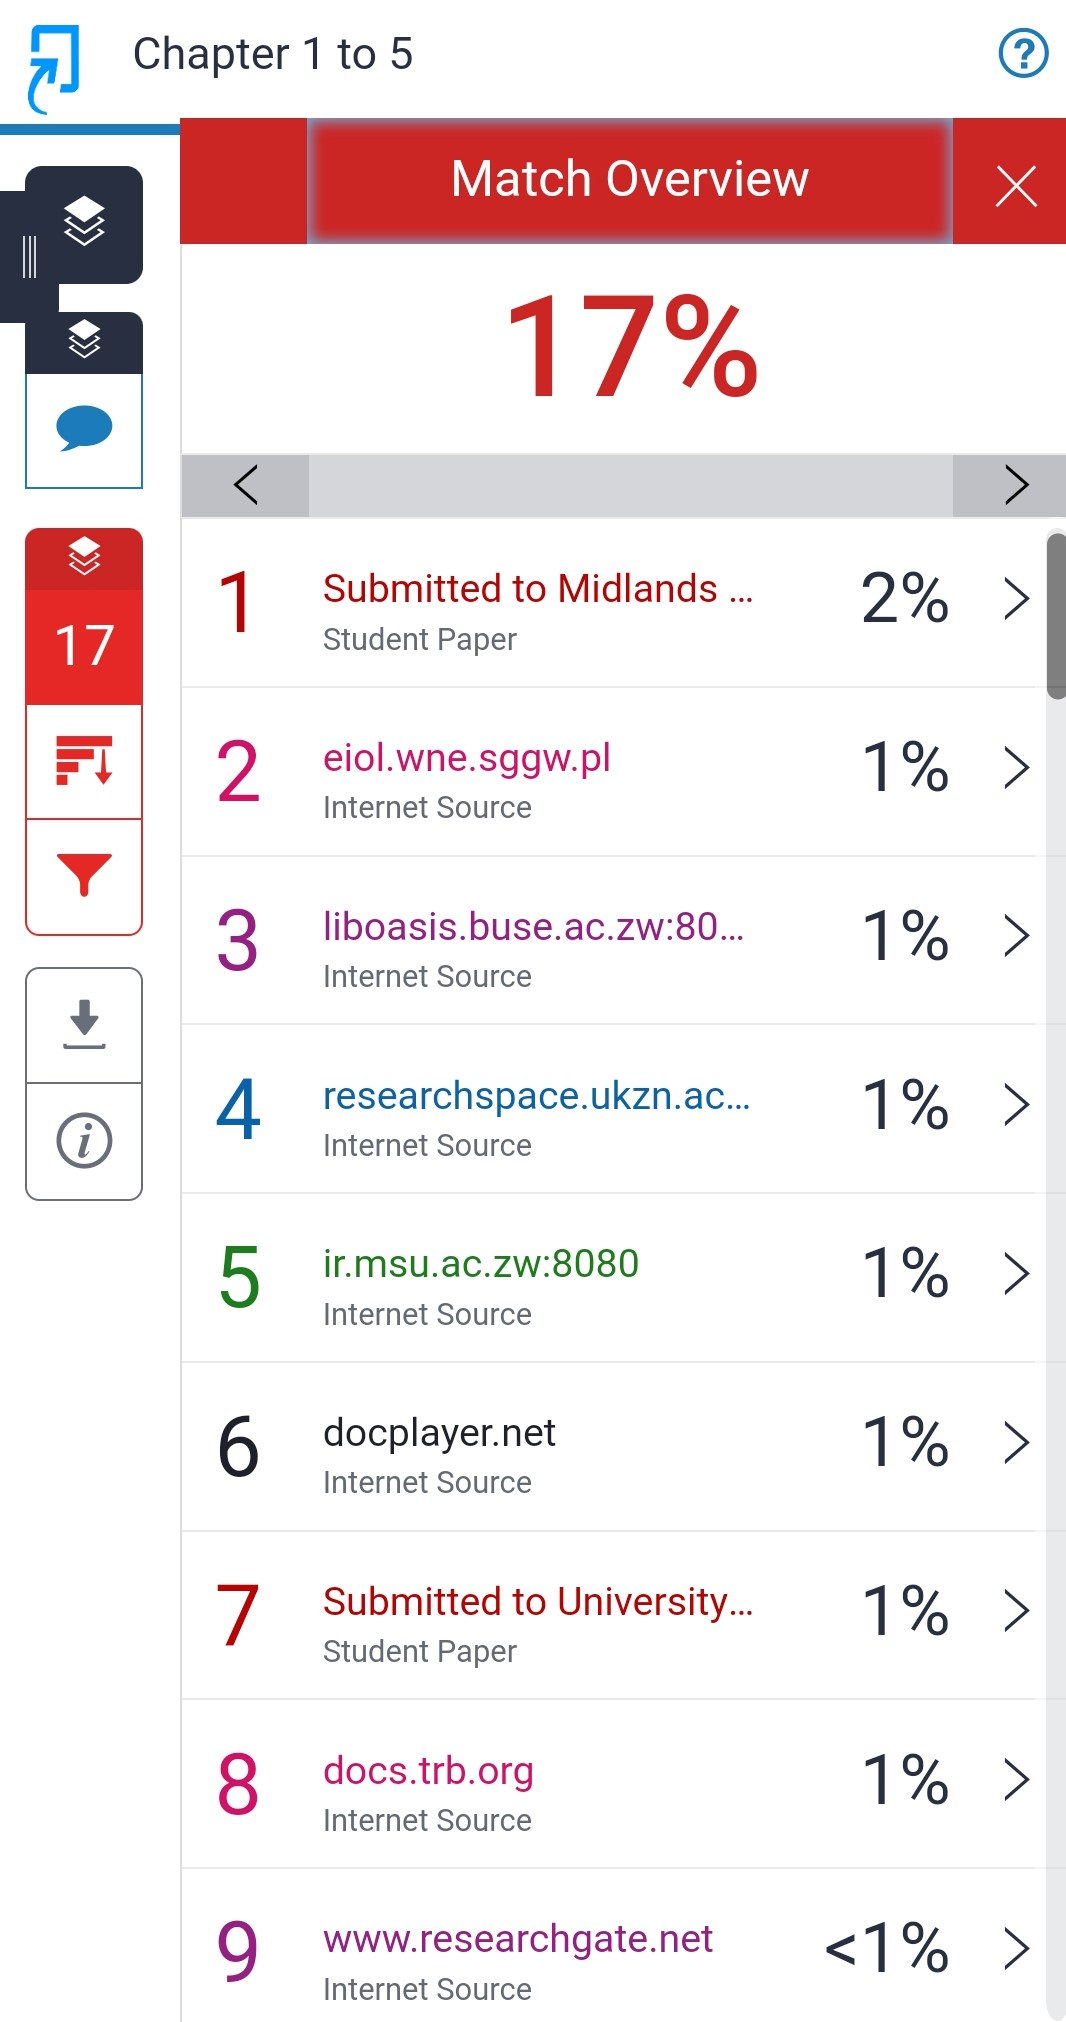 Chapter 1 to 5
?
Match Overview
17%
17
1 Submitted to Midlands ... 2%
Student Paper
2 eiol.wne.sggw.pl 1%
Internet Source
3 liboasis.buse.ac.zw:80... 1%
Internet Source
4 researchspace.ukzn.ac... 1%
Internet Source
5 ir.msu.ac.zw:8080 1%
Internet Source
6 docplayer.net 1%
Internet Source
7 Submitted to University... 1%
Student Paper
8 docs.trb.org 1%
Internet Source
9 www.researchgate.net <1%
Internet Source
i